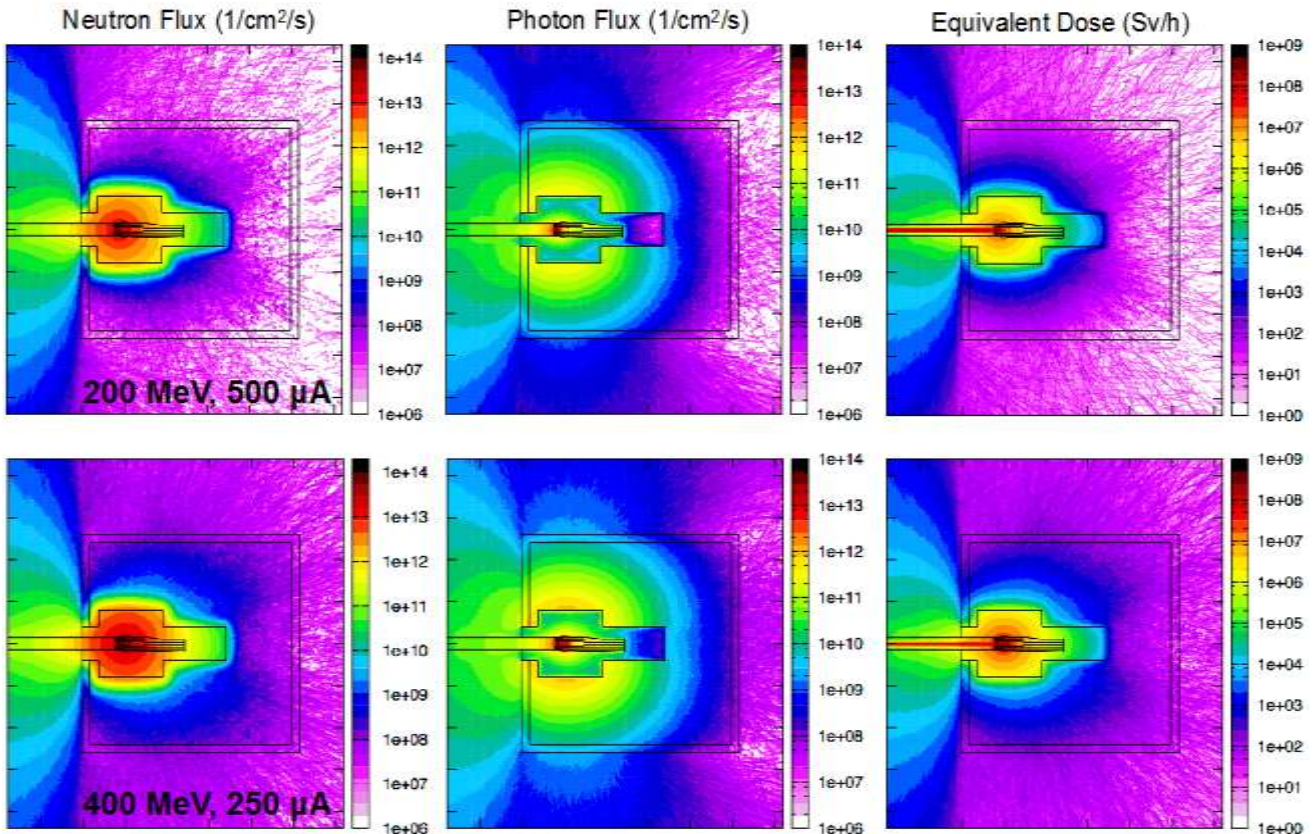 Neutron Flux (1/cm²/s)
Photon Flux (1/cm²/s)
Equivalent Dose (Sv/h)
1e+14
1e+13
1e+12
1e+11
1e+10
1e+09
1e+08
1e+07
1e+06
1e+14
1e+13
1e+12
1e+11
1e+10
1e+09
1e+08
1e+07
1e+06
1e+09
1e+08
1e+07
1e+06
1e+05
1e+04
1e+03
1e+02
1e+01
1e+00
200 MeV, 500 µA
1e+14
1e+13
1e+12
1e+11
1e+10
1e+09
1e+08
1e+07
1e+06
1e+14
1e+13
1e+12
1e+11
1e+10
1e+09
1e+08
1e+07
1e+06
1e+09
1e+08
1e+07
1e+06
1e+05
1e+04
1e+03
1e+02
1e+01
1e+00
400 MeV, 250 µA